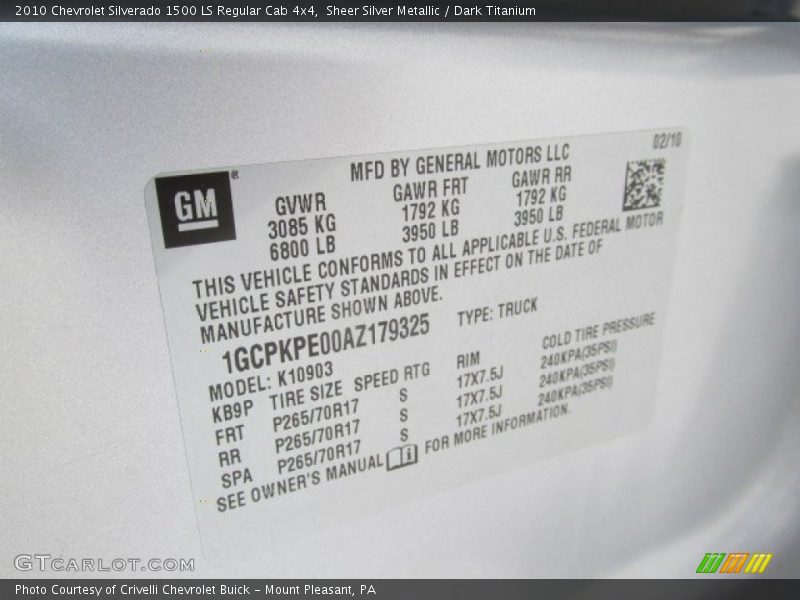 2010 Chevrolet Silverado 1500 LS Regular Cab 4x4, Sheer Silver Metallic / Dark Titanium
02/10
MFD BY GENERAL MOTORS LLC
GM ®
GVWR GAWR FRT GAWR RR
3085 KG 1792 KG 1792 KG
6800 LB 3950 LB 3950 LB
THIS VEHICLE CONFORMS TO ALL APPLICABLE U.S. FEDERAL MOTOR
VEHICLE SAFETY STANDARDS IN EFFECT ON THE DATE OF
MANUFACTURE SHOWN ABOVE.
1GCPKPE00AZ179325 TYPE: TRUCK
MODEL: K10903
KB9P TIRE SIZE SPEED RTG RIM COLD TIRE PRESSURE
FRT P265/70R17 S 17X7.5J 240KPA(35PSI)
RR P265/70R17 S 17X7.5J 240KPA(35PSI)
SPA P265/70R17 S 17X7.5J 240KPA(35PSI)
SEE OWNER'S MANUAL FOR MORE INFORMATION.
GTCARLOT.COM
Photo Courtesy of Crivelli Chevrolet Buick – Mount Pleasant, PA